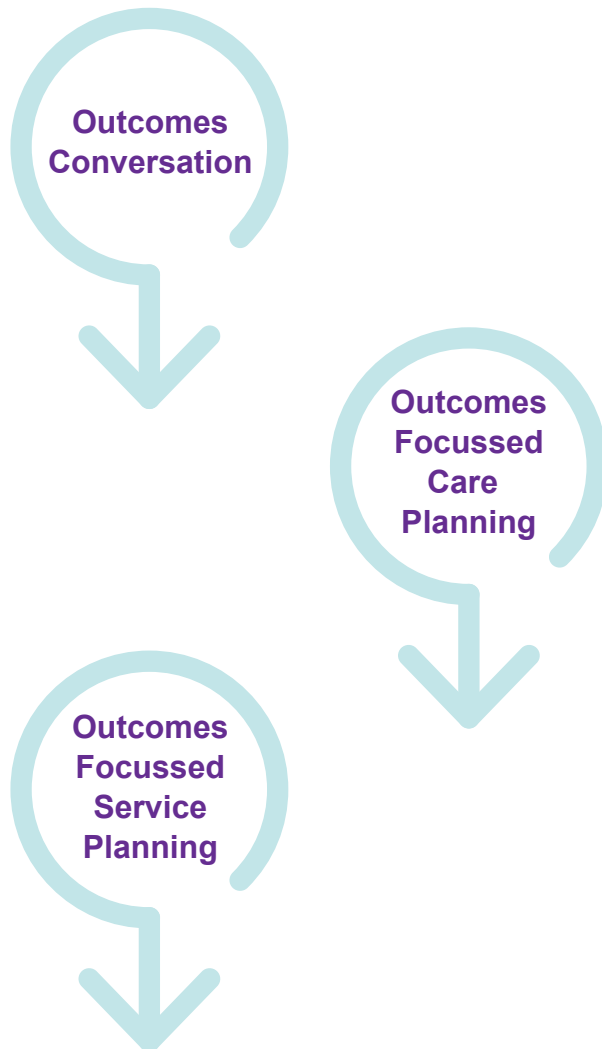 Outcomes
Conversation
Outcomes
Focussed
Care
Planning
Outcomes
Focussed
Service
Planning